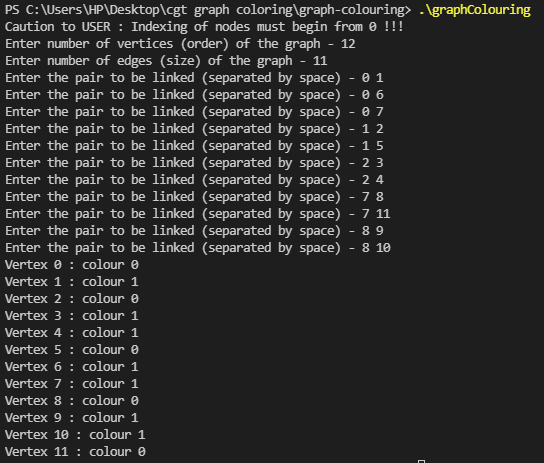 PS C:\Users\HP\Desktop\cgt graph coloring\graph-colouring> .\graphColouring
Caution to USER : Indexing of nodes must begin from 0 !!!
Enter number of vertices (order) of the graph - 12
Enter number of edges (size) of the graph - 11
Enter the pair to be linked (separated by space) - 0 1
Enter the pair to be linked (separated by space) - 0 6
Enter the pair to be linked (separated by space) - 0 7
Enter the pair to be linked (separated by space) - 1 2
Enter the pair to be linked (separated by space) - 1 5
Enter the pair to be linked (separated by space) - 2 3
Enter the pair to be linked (separated by space) - 2 4
Enter the pair to be linked (separated by space) - 7 8
Enter the pair to be linked (separated by space) - 7 11
Enter the pair to be linked (separated by space) - 8 9
Enter the pair to be linked (separated by space) - 8 10
Vertex 0 : colour 0
Vertex 1 : colour 1
Vertex 2 : colour 0
Vertex 3 : colour 1
Vertex 4 : colour 1
Vertex 5 : colour 0
Vertex 6 : colour 1
Vertex 7 : colour 1
Vertex 8 : colour 0
Vertex 9 : colour 1
Vertex 10 : colour 1
Vertex 11 : colour 0